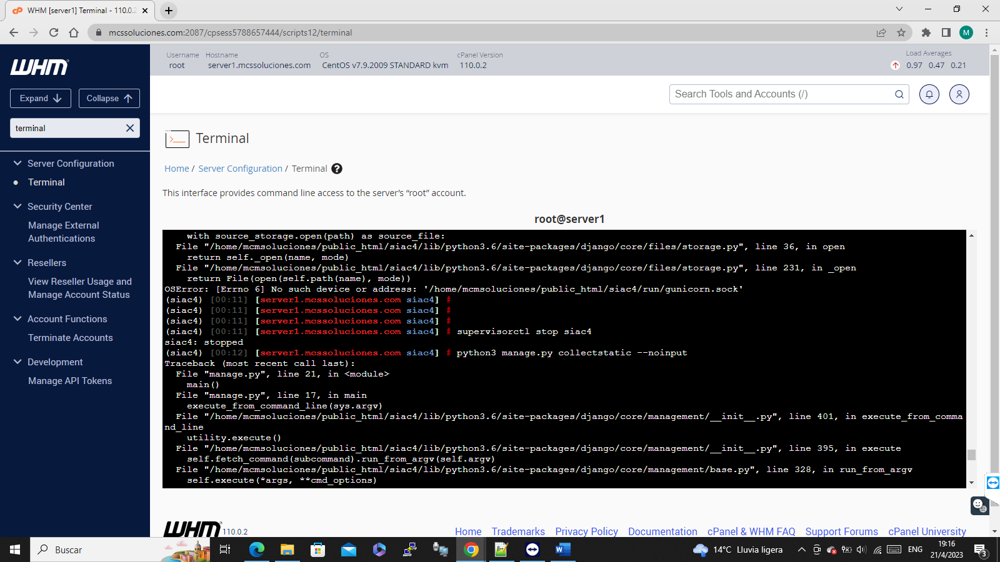 WHM [server1] Terminal - 110.0.2
mcssoluciones.com:2087/cpsess5788657444/scripts12/terminal
M
WHM
Expand
Collapse
terminal
Server Configuration
Terminal
Security Center
Manage External
Authentications
Resellers
View Reseller Usage and
Manage Account Status
Account Functions
Terminate Accounts
Development
Manage API Tokens
Username Hostname OS cPanel Version
root server1.mcssoluciones.com CentOS v7.9.2009 STANDARD kvm 110.0.2
Load Averages
0.97 0.47 0.21
Search Tools and Accounts (/)
Terminal
Home / Server Configuration / Terminal ?
This interface provides command line access to the server’s “root” account.
root@server1
with source_storage.open(path) as source_file:
File "/home/mcmsoluciones/public_html/siac4/lib/python3.6/site-packages/django/core/files/storage.py", line 36, in open
return self._open(name, mode)
File "/home/mcmsoluciones/public_html/siac4/lib/python3.6/site-packages/django/core/files/storage.py", line 231, in _open
return File(open(self.path(name), mode))
OSError: [Errno 6] No such device or address: '/home/mcmsoluciones/public_html/siac4/run/gunicorn.sock'
(siac4) [00:11] [server1.mcssoluciones.com siac4] #
(siac4) [00:11] [server1.mcssoluciones.com siac4] #
(siac4) [00:11] [server1.mcssoluciones.com siac4] #
(siac4) [00:11] [server1.mcssoluciones.com siac4] # supervisorctl stop siac4
siac4: stopped
(siac4) [00:12] [server1.mcssoluciones.com siac4] # python3 manage.py collectstatic --noinput
Traceback (most recent call last):
File "manage.py", line 21, in <module>
main()
File "manage.py", line 17, in main
execute_from_command_line(sys.argv)
File "/home/mcmsoluciones/public_html/siac4/lib/python3.6/site-packages/django/core/management/__init__.py", line 401, in execute_from_comma
nd_line
utility.execute()
File "/home/mcmsoluciones/public_html/siac4/lib/python3.6/site-packages/django/core/management/__init__.py", line 395, in execute
self.fetch_command(subcommand).run_from_argv(self.argv)
File "/home/mcmsoluciones/public_html/siac4/lib/python3.6/site-packages/django/core/management/base.py", line 328, in run_from_argv
self.execute(*args, **cmd_options)
WHM 110.0.2
Home Trademarks Privacy Policy Documentation cPanel & WHM FAQ Support Forums cPanel University
Buscar
14°C Lluvia ligera
ENG
19:16
21/4/2023
3